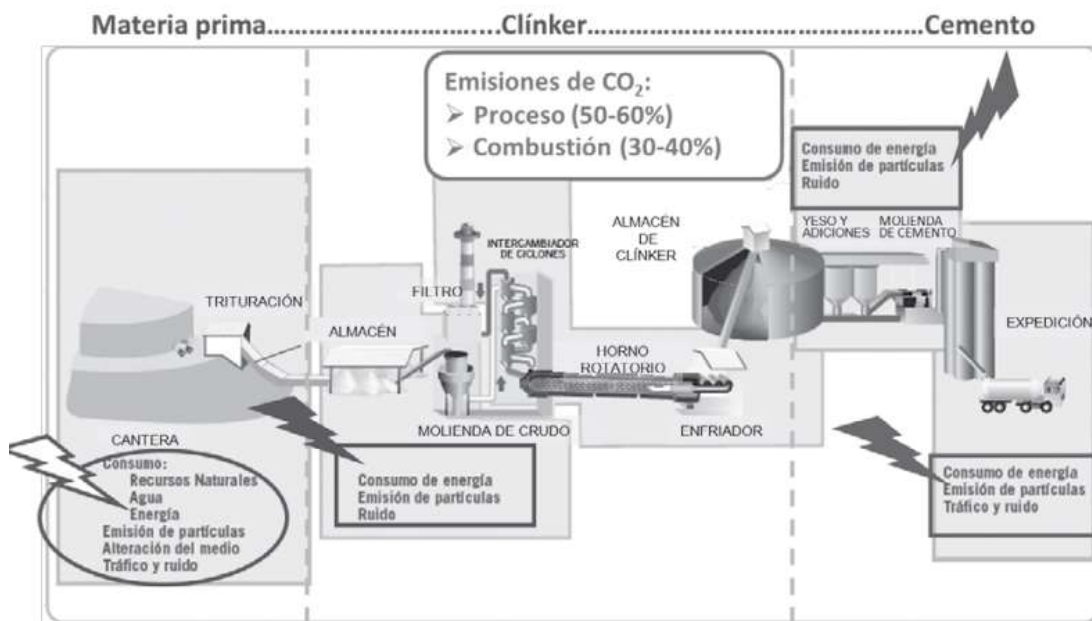 Materia prima……………………………...Clínker……………………………………………Cemento
Emisiones de CO₂:
➢ Proceso (50-60%)
➢ Combustión (30-40%)
Consumo de energía
Emisión de partículas
Ruido
ALMACÉN
DE
CLÍNKER
YESO Y
ADICIONES
MOLIENDA
DE CEMENTO
INTERCAMBIADOR
DE CICLONES
FILTRO
TRITURACIÓN
ALMACÉN
EXPEDICIÓN
HORNO
ROTATORIO
MOLIENDA DE CRUDO
ENFRIADOR
CANTERA
Consumo:
Recursos Naturales
Agua
Energía
Emisión de partículas
Alteración del medio
Tráfico y ruido
Consumo de energía
Emisión de partículas
Ruido
Consumo de energía
Emisión de partículas
Tráfico y ruido